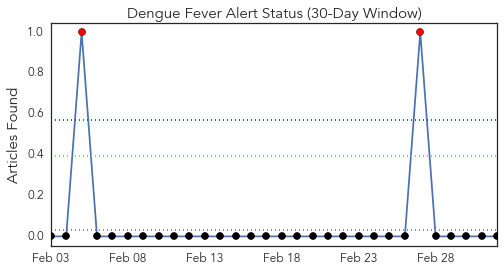 Dengue Fever Alert Status (30-Day Window)
Articles Found
1.0
0.8
0.6
0.4
0.2
0.0
Feb 03 Feb 08 Feb 13 Feb 18 Feb 23 Feb 28